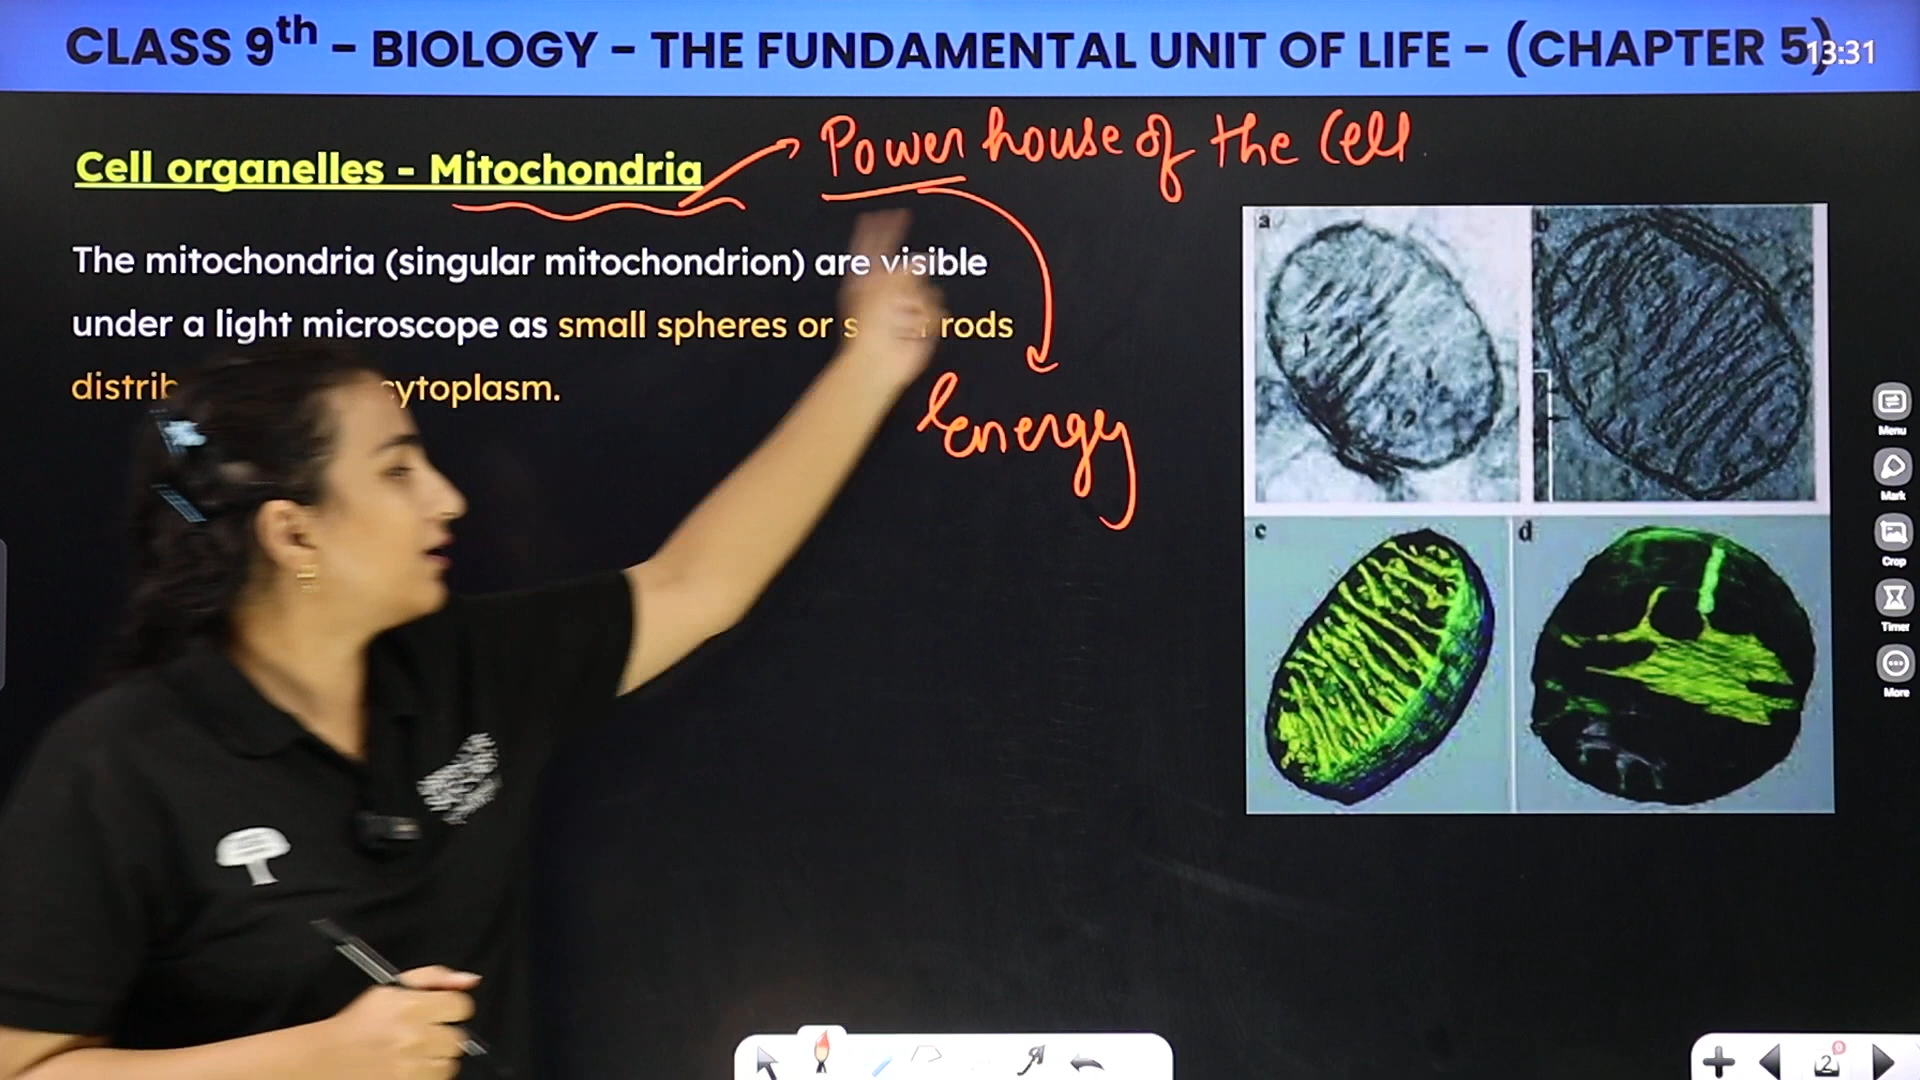 CLASS 9th - BIOLOGY - THE FUNDAMENTAL UNIT OF LIFE - (CHAPTER 5)
13:31
Power house of the Cell
Cell organelles - Mitochondria
The mitochondria (singular mitochondrion) are visible
under a light microscope as small spheres or rods
cytoplasm.
Energy
a
b
c
d
Menu
Mark
Crop
Timer
More
2